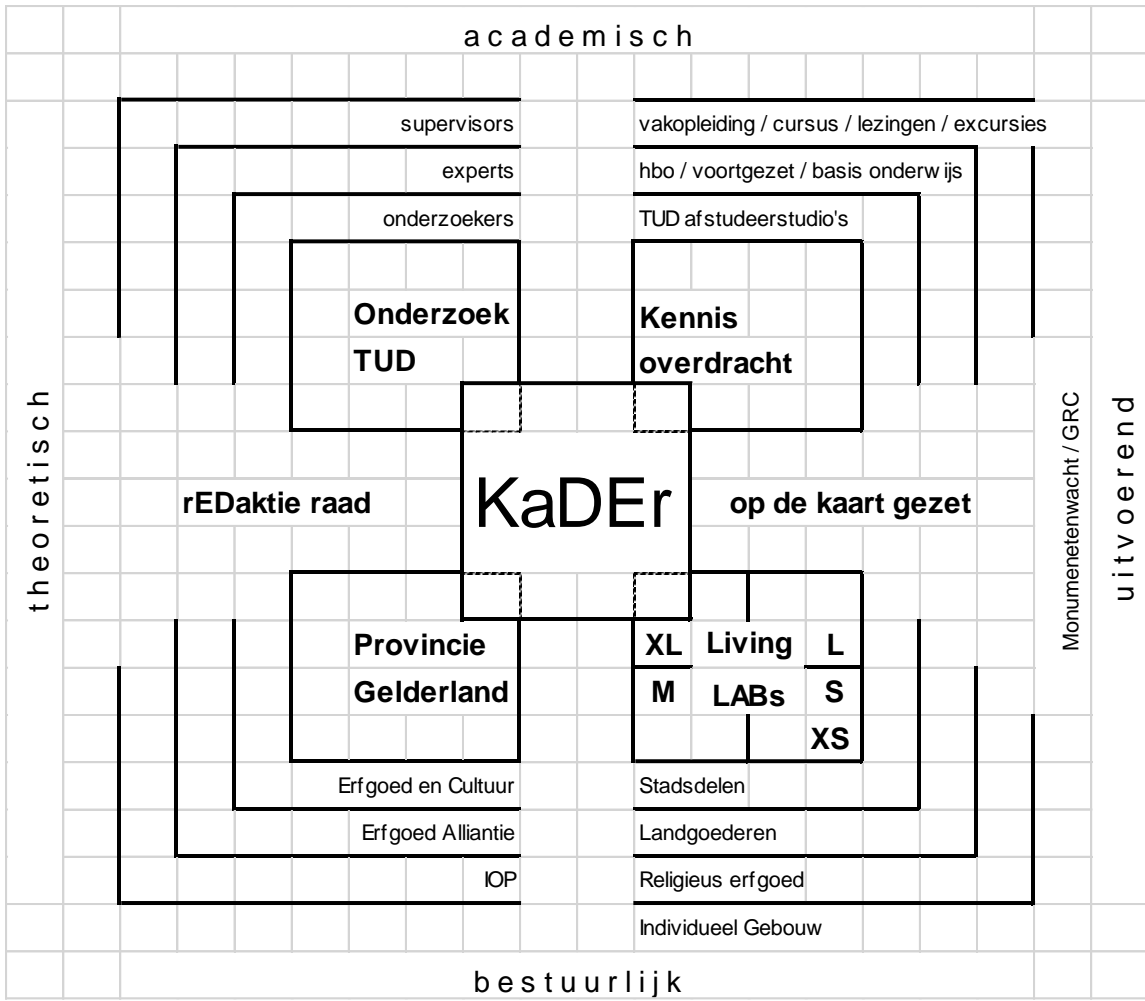 academisch
supervisors
experts
onderzoekers
vakopleiding / cursus / lezingen / excursies
hbo / voortgezet / basis onderwijs
TUD afstudeerstudio's
Onderzoek
TUD
Kennis
overdracht
theoretisch
rEDaktie raad
KaDEr
op de kaart gezet
Monumenetenwacht / GRC
uitvoerend
Provincie
Gelderland
XL Living L
M LABs S
XS
Erfgoed en Cultuur
Erfgoed Alliantie
IOP
Stadsdelen
Landgoederen
Religieus erfgoed
Individueel Gebouw
bestuurlijk